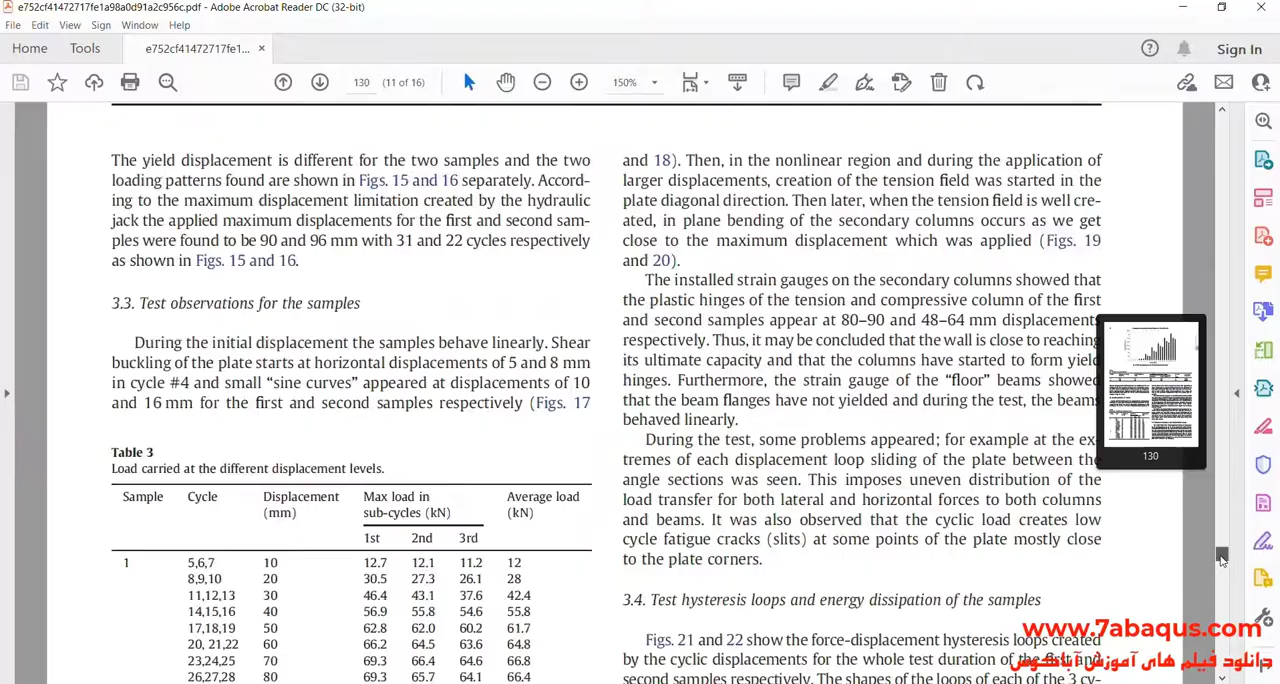 e752cf41472717fe1a98a0d91a2c956c.pdf - Adobe Acrobat Reader DC (32-bit)
File Edit View Sign Window Help
Home Tools e752cf41472717fe1... × Sign In
130 (11 of 16) 150%
The yield displacement is different for the two samples and the two
loading patterns found are shown in Figs. 15 and 16 separately. Accord-
ing to the maximum displacement limitation created by the hydraulic
jack the applied maximum displacements for the first and second sam-
ples were found to be 90 and 96 mm with 31 and 22 cycles respectively
as shown in Figs. 15 and 16.
3.3. Test observations for the samples
During the initial displacement the samples behave linearly. Shear
buckling of the plate starts at horizontal displacements of 5 and 8 mm
in cycle #4 and small “sine curves” appeared at displacements of 10
and 16 mm for the first and second samples respectively (Figs. 17
Table 3
Load carried at the different displacement levels.
Sample Cycle Displacement (mm) Max load in sub-cycles (kN) Average load (kN)
1st 2nd 3rd
1 5,6,7 10 12.7 12.1 11.2 12
8,9,10 20 30.5 27.3 26.1 28
11,12,13 30 46.4 43.1 37.6 42.4
14,15,16 40 56.9 55.8 54.6 55.8
17,18,19 50 62.8 62.0 60.2 61.7
20, 21,22 60 66.2 64.5 63.6 64.8
23,24,25 70 69.3 66.4 64.6 66.8
26,27,28 80 69.3 65.7 64.1 66.4
and 18). Then, in the nonlinear region and during the application of
larger displacements, creation of the tension field was started in the
plate diagonal direction. Then later, when the tension field is well cre-
ated, in plane bending of the secondary columns occurs as we get
close to the maximum displacement which was applied (Figs. 19
and 20).
The installed strain gauges on the secondary columns showed that
the plastic hinges of the tension and compressive column of the first
and second samples appear at 80–90 and 48–64 mm displacements
respectively. Thus, it may be concluded that the wall is close to reaching
its ultimate capacity and that the columns have started to form yield
hinges. Furthermore, the strain gauge of the “floor” beams showed
that the beam flanges have not yielded and during the test, the beams
behaved linearly.
During the test, some problems appeared; for example at the ex-
tremes of each displacement loop sliding of the plate between the
angle sections was seen. This imposes uneven distribution of the
load transfer for both lateral and horizontal forces to both columns
and beams. It was also observed that the cyclic load creates low
cycle fatigue cracks (slits) at some points of the plate mostly close
to the plate corners.
3.4. Test hysteresis loops and energy dissipation of the samples
Figs. 21 and 22 show the force-displacement hysteresis loops created
by the cyclic displacements for the whole test duration of the first and
second samples respectively. The shapes of the loops of each of the 3 cy-
130
www.7abaqus.com
دانلود فیلم های آموزش آباکوس